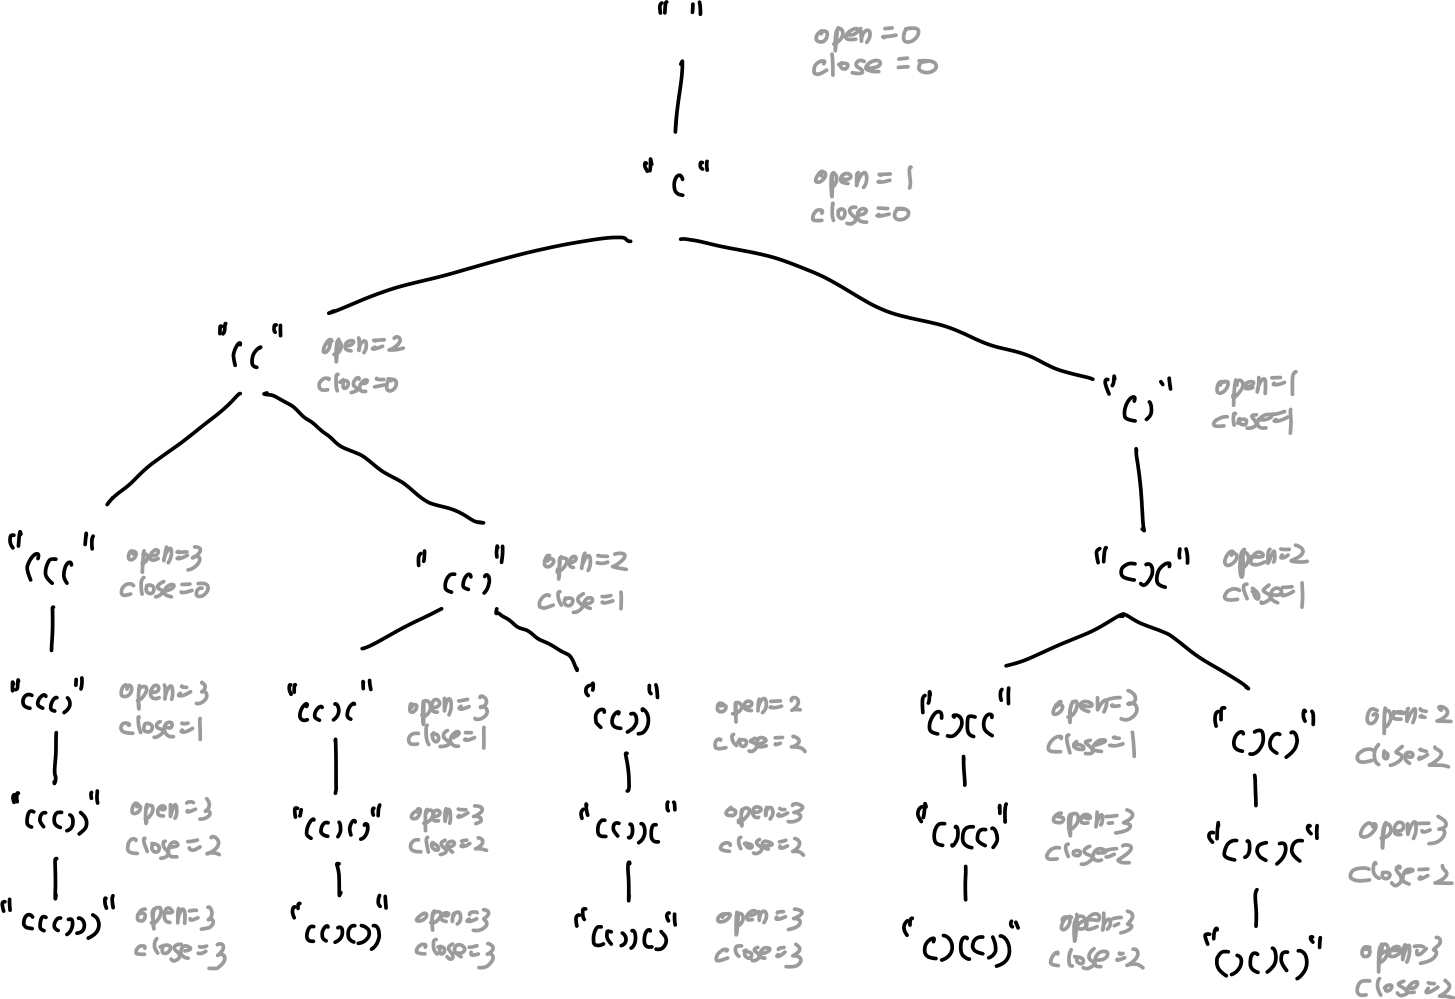 " "
open=0
close=0
"("
open=1
close=0
"(("
open=2
close=0
"()"
open=1
close=1
"((("
open=3
close=0
"(()"
open=2
close=1
"()("
open=2
close=1
"((()"
open=3
close=1
"(()("
open=3
close=1
"(())"
open=2
close=2
"()(("
open=3
close=1
"()()"
open=2
close=2
"((())"
open=3
close=2
"(()()"
open=3
close=2
"(())("
open=3
close=2
"()(()"
open=3
close=2
"()()("
open=3
close=2
"((()))"
open=3
close=3
"(()())"
open=3
close=3
"(())()"
open=3
close=3
"()(())"
open=3
close=2
"()()()"
open=3
close=2